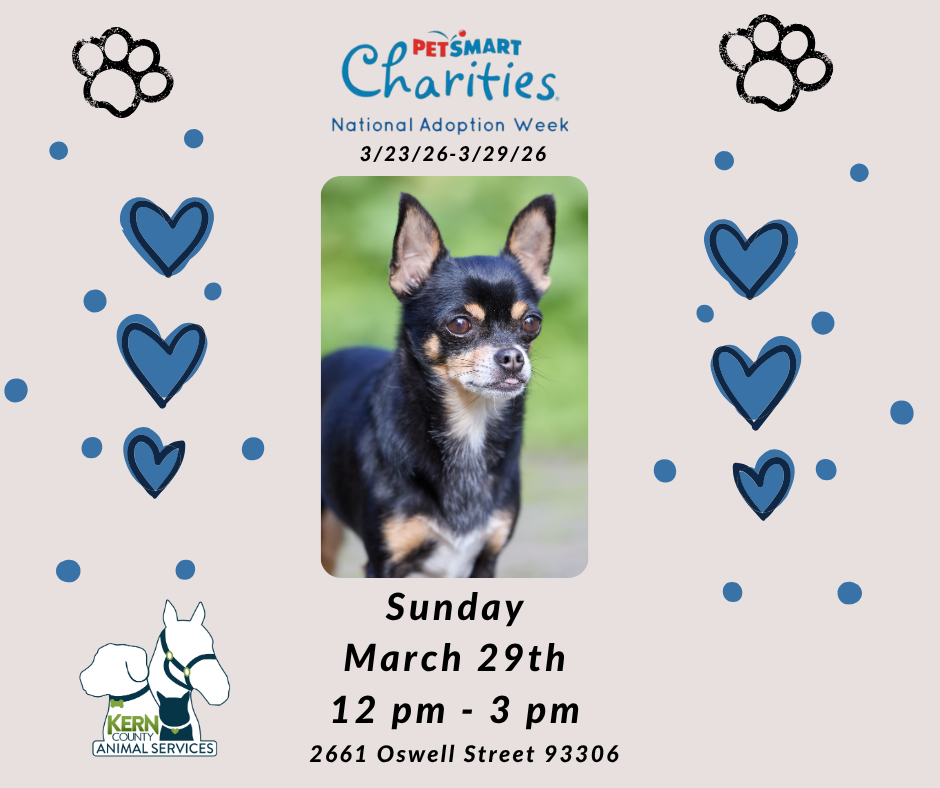 PETSMART
Charities
National Adoption Week
3/23/26-3/29/26
Sunday
March 29th
12 pm - 3 pm
2661 Oswell Street 93306
KERN
COUNTY
ANIMAL SERVICES